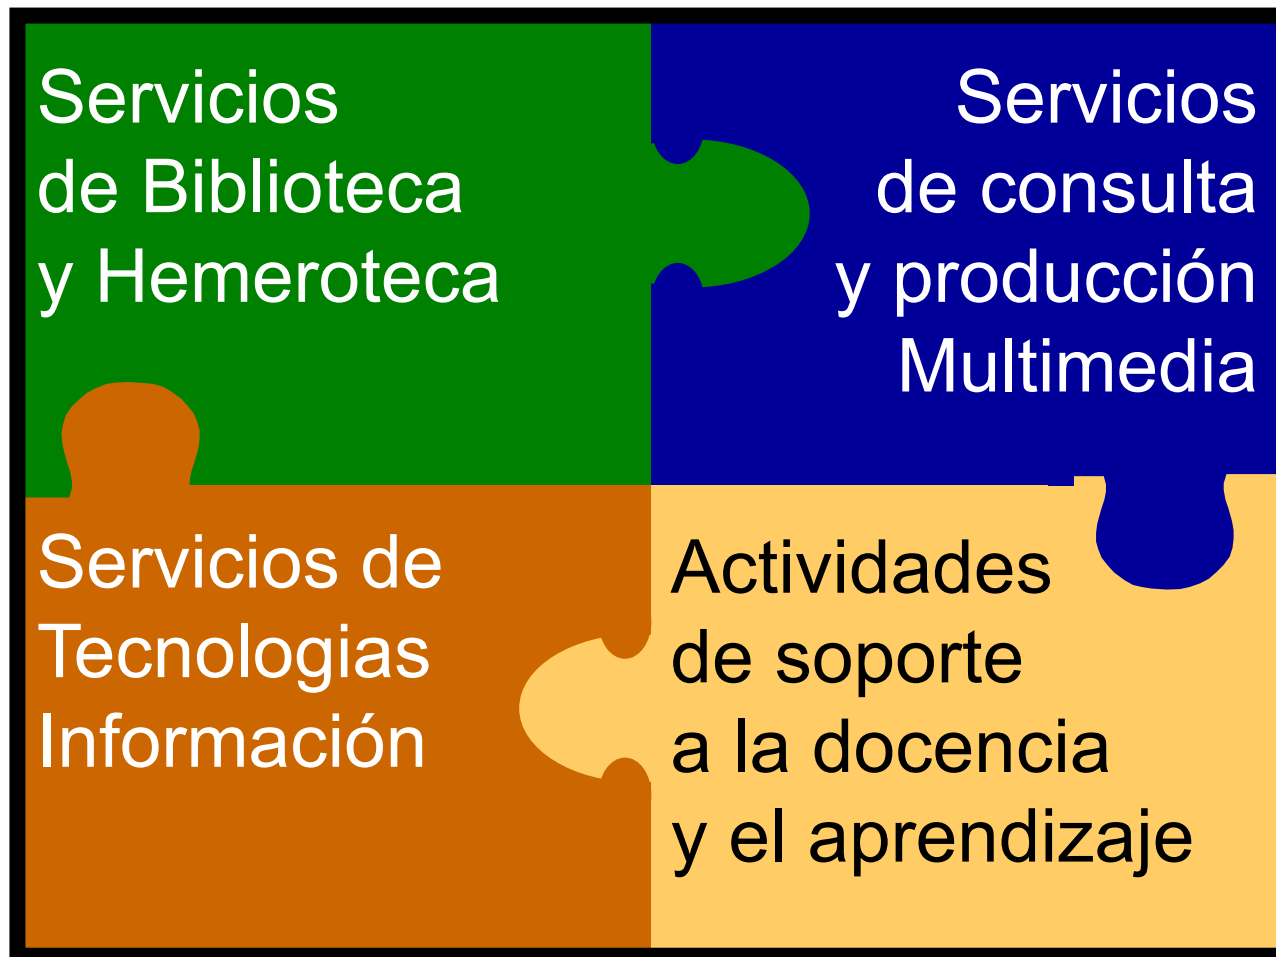 Servicios
de Biblioteca
y Hemeroteca
Servicios
de consulta
y producción
Multimedia
Servicios de
Tecnologias
Información
Actividades
de soporte
a la docencia
y el aprendizaje